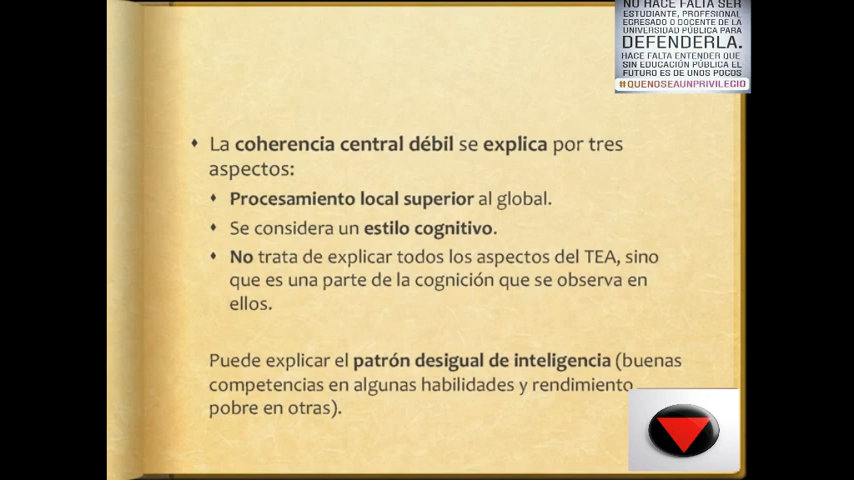 NO HACE FALTA SER
ESTUDIANTE, PROFESIONAL
EGRESADO O DOCENTE DE LA
UNIVERSIDAD PÚBLICA PARA
DEFENDERLA.
HACE FALTA ENTENDER QUE
SIN EDUCACIÓN PÚBLICA EL
FUTURO ES DE UNOS POCOS
#QUENOSEAUNPRIVILEGIO
La coherencia central débil se explica por tres
aspectos:
Procesamiento local superior al global.
Se considera un estilo cognitivo.
No trata de explicar todos los aspectos del TEA, sino
que es una parte de la cognición que se observa en
ellos.
Puede explicar el patrón desigual de inteligencia (buenas
competencias en algunas habilidades y rendimiento
pobre en otras).